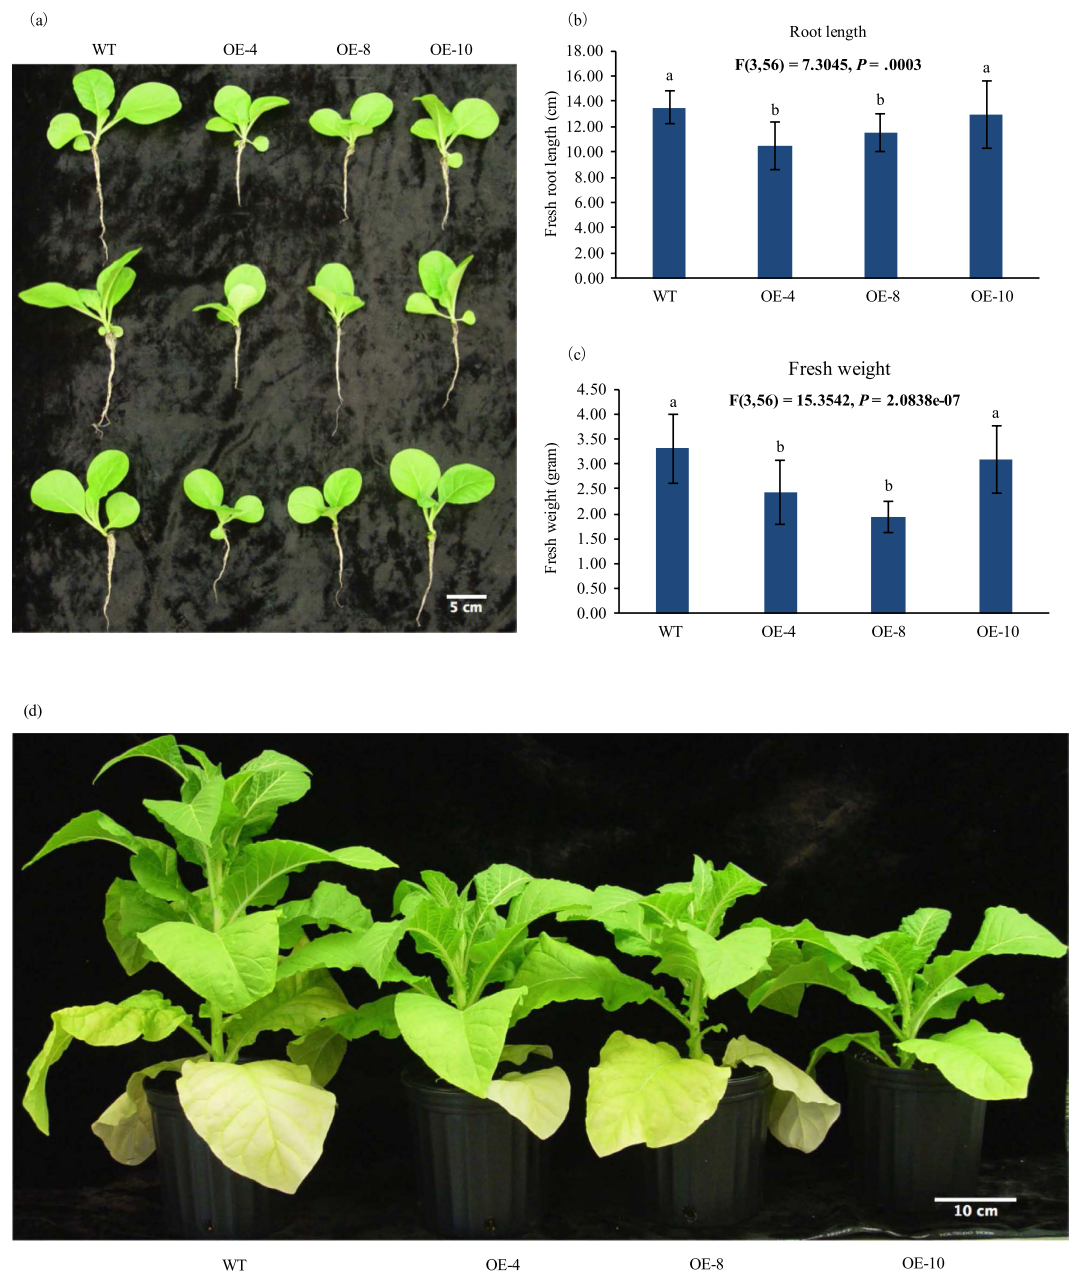 (a)
WT OE-4 OE-8 OE-10
5 cm
(b)
Root length
F(3,56) = 7.3045, P = .0003
Fresh root length (cm)
18.00
16.00
14.00
12.00
10.00
8.00
6.00
4.00
2.00
0.00
a
b
b
a
WT OE-4 OE-8 OE-10
(c)
Fresh weight
F(3,56) = 15.3542, P = 2.0838e-07
Fresh weight (gram)
4.50
4.00
3.50
3.00
2.50
2.00
1.50
1.00
0.50
0.00
a
b
b
a
WT OE-4 OE-8 OE-10
(d)
10 cm
WT OE-4 OE-8 OE-10